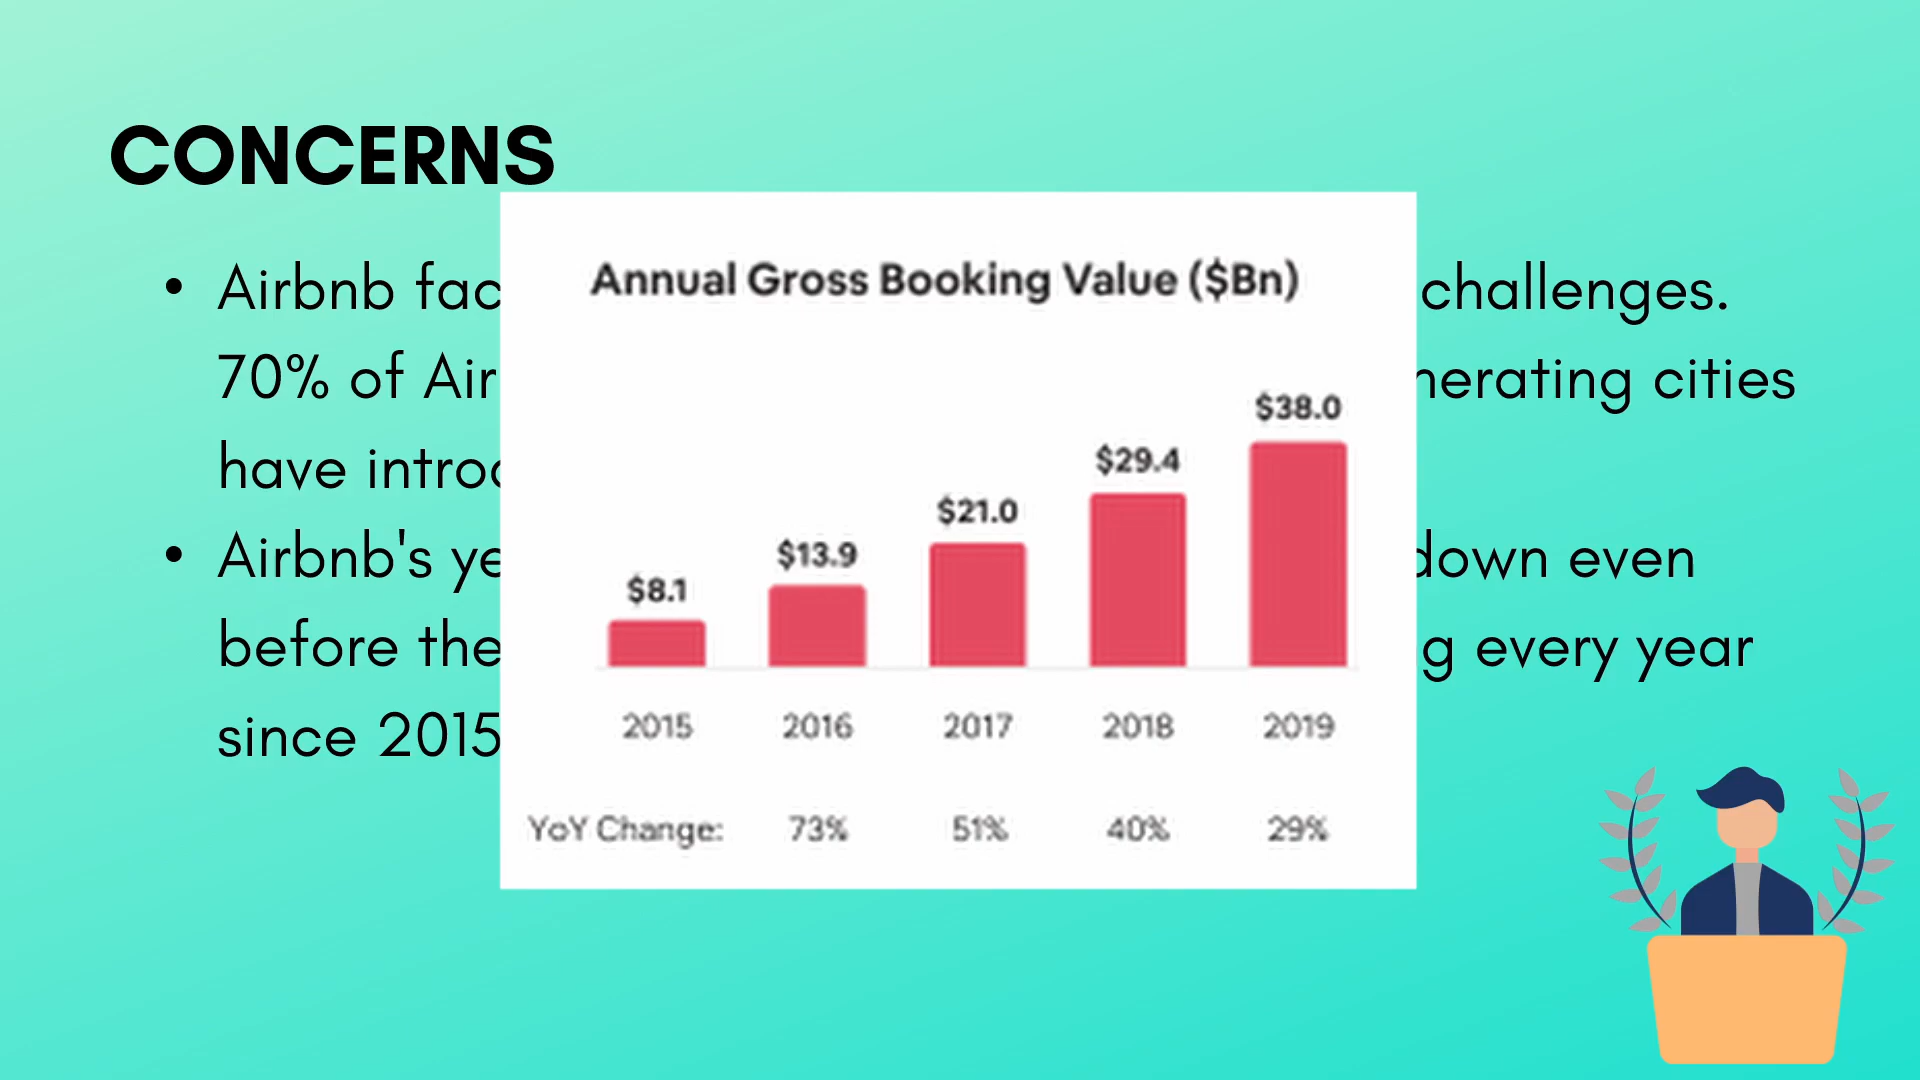 CONCERNS
• Airbnb fac challenges.
70% of Air nerating cities
have intro
• Airbnb's ye down even
before the g every year
since 2015
Annual Gross Booking Value ($Bn)
$8.1 $13.9 $21.0 $29.4 $38.0
2015 2016 2017 2018 2019
YoY Change: 73% 51% 40% 29%